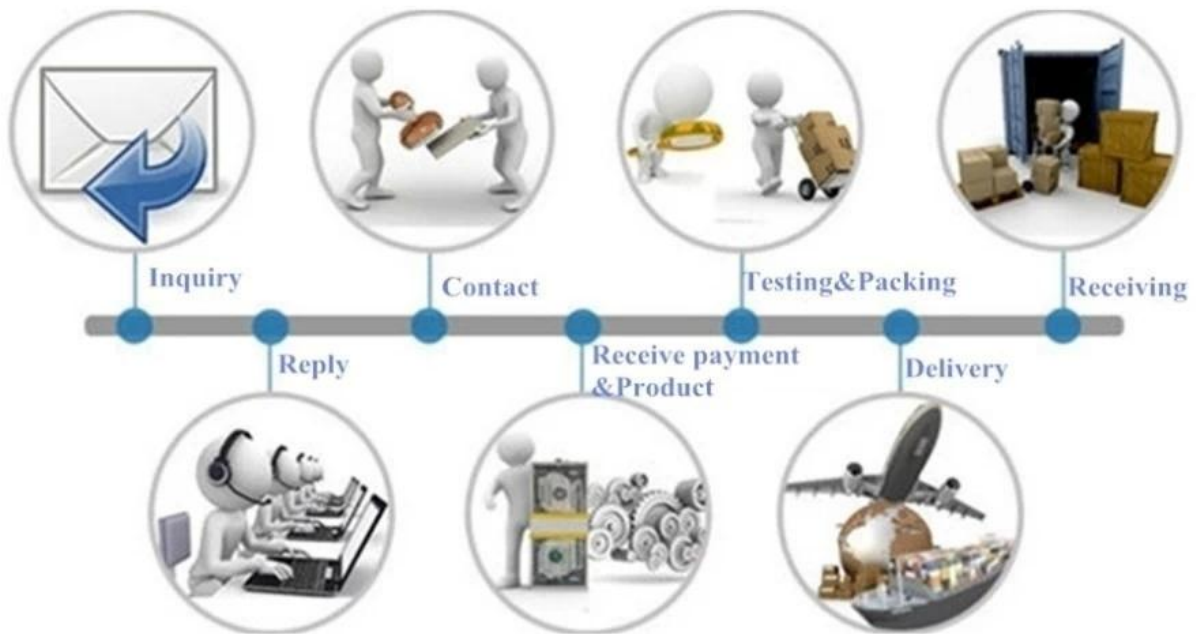 Inquiry
Reply
Contact
Receive payment
&Product
Testing&Packing
Delivery
Receiving